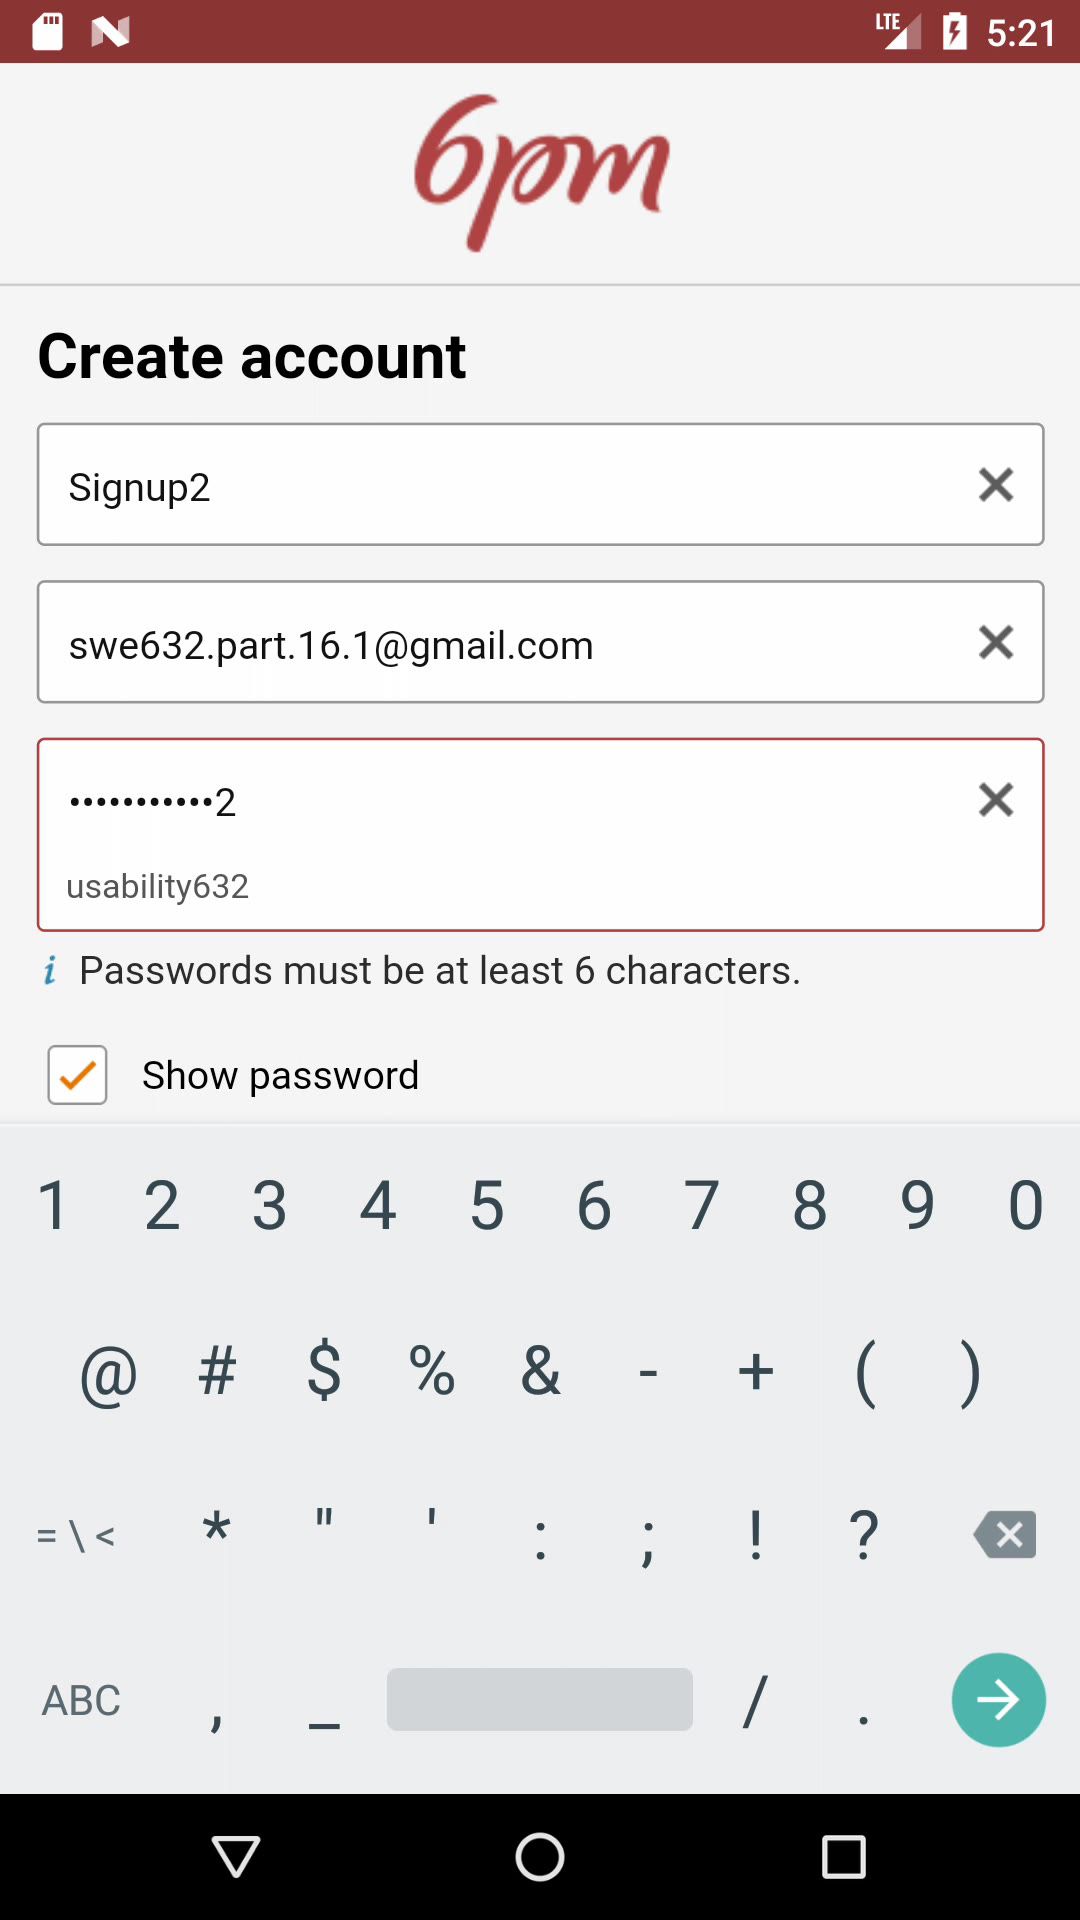 LTE 5:21
6pm
Create account
Signup2
swe632.part.16.1@gmail.com
•••••••••••2
usability632
i Passwords must be at least 6 characters.
Show password
1 2 3 4 5 6 7 8 9 0
@ # $ % & - + ( )
= \ < * " ' : ; ! ?
ABC , _ / .